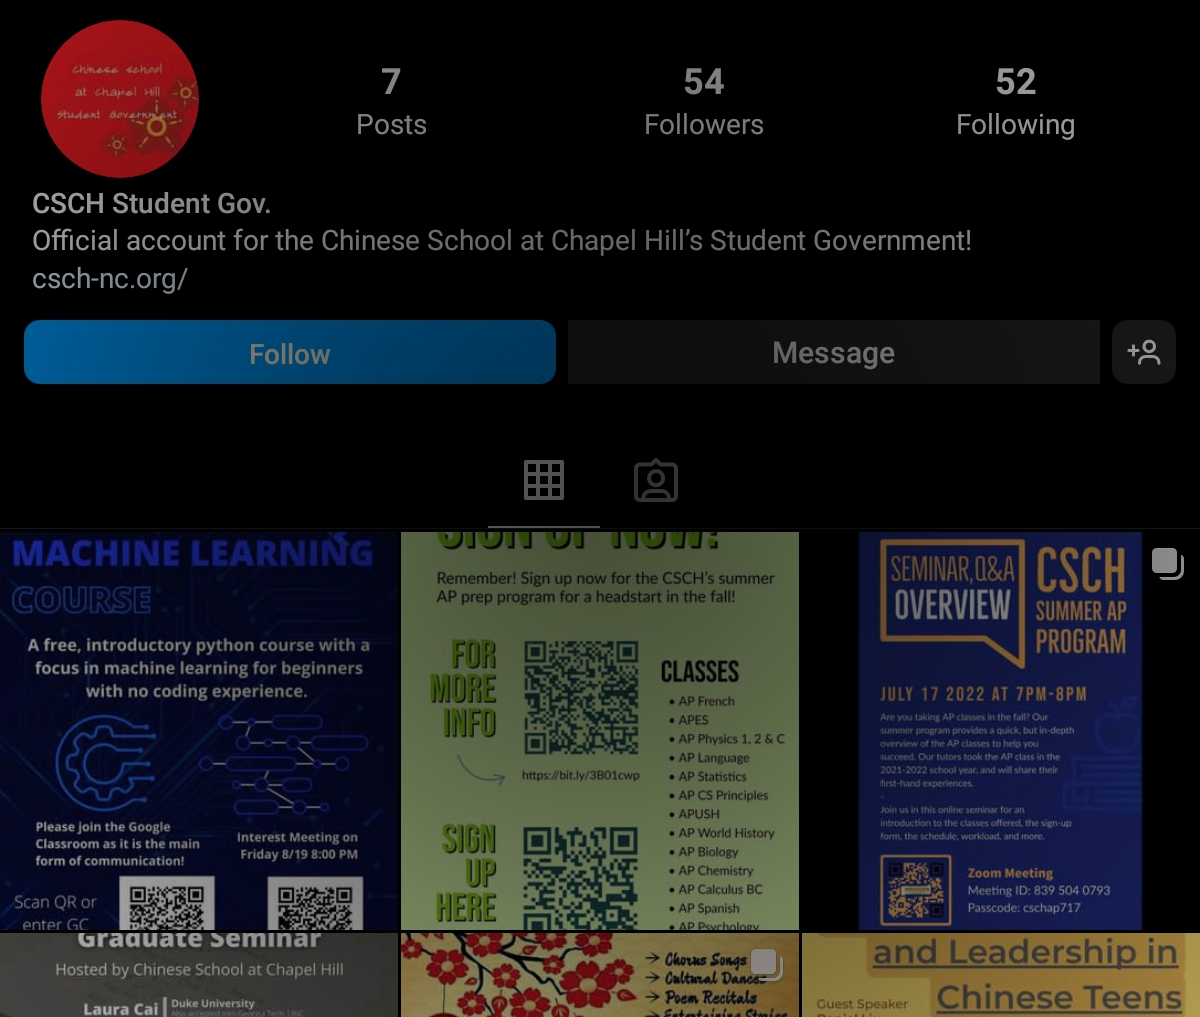 Chinese school
at Chapel Hill
Student Government
7
Posts
54
Followers
52
Following
CSCH Student Gov.
Official account for the Chinese School at Chapel Hill’s Student Government!
csch-nc.org/
Follow
Message
MACHINE LEARNING
COURSE
A free, introductory python course with a
focus in machine learning for beginners
with no coding experience.
Please join the Google
Classroom as it is the main
form of communication!
Interest Meeting on
Friday 8/19 8:00 PM
Scan QR or
enter GC
SIGN UP NOW!
Remember! Sign up now for the CSCH's summer
AP prep program for a headstart in the fall!
FOR
MORE
INFO
https://bit.ly/3B01cwp
SIGN
UP
HERE
CLASSES
• AP French
• APES
• AP Physics 1, 2 & C
• AP Language
• AP Statistics
• AP CS Principles
• APUSH
• AP World History
• AP Biology
• AP Chemistry
• AP Calculus BC
• AP Spanish
• AP Psychology
SEMINAR, Q&A
OVERVIEW
CSCH
SUMMER AP
PROGRAM
JULY 17 2022 AT 7PM-8PM
Are you taking AP classes in the fall? Our
summer program provides a quick, but in-depth
overview of the AP classes to help you
succeed. Our tutors took the AP class in the
2021-2022 school year, and will share their
first-hand experiences.
-
Join us in this online seminar for an
introduction to the classes offered, the sign-up
form, the schedule, workload, and more.
Zoom Meeting
Meeting ID: 839 504 0793
Passcode: cschap717
Graduate Seminar
Hosted by Chinese School at Chapel Hill
Laura Cai | Duke University
Also accepted into Georgia Tech, UNC
→ Chorus Songs
→ Cultural Dances
→ Poem Recitals
→ Entertaining Stories
and Leadership in
Chinese Teens
Guest Speaker